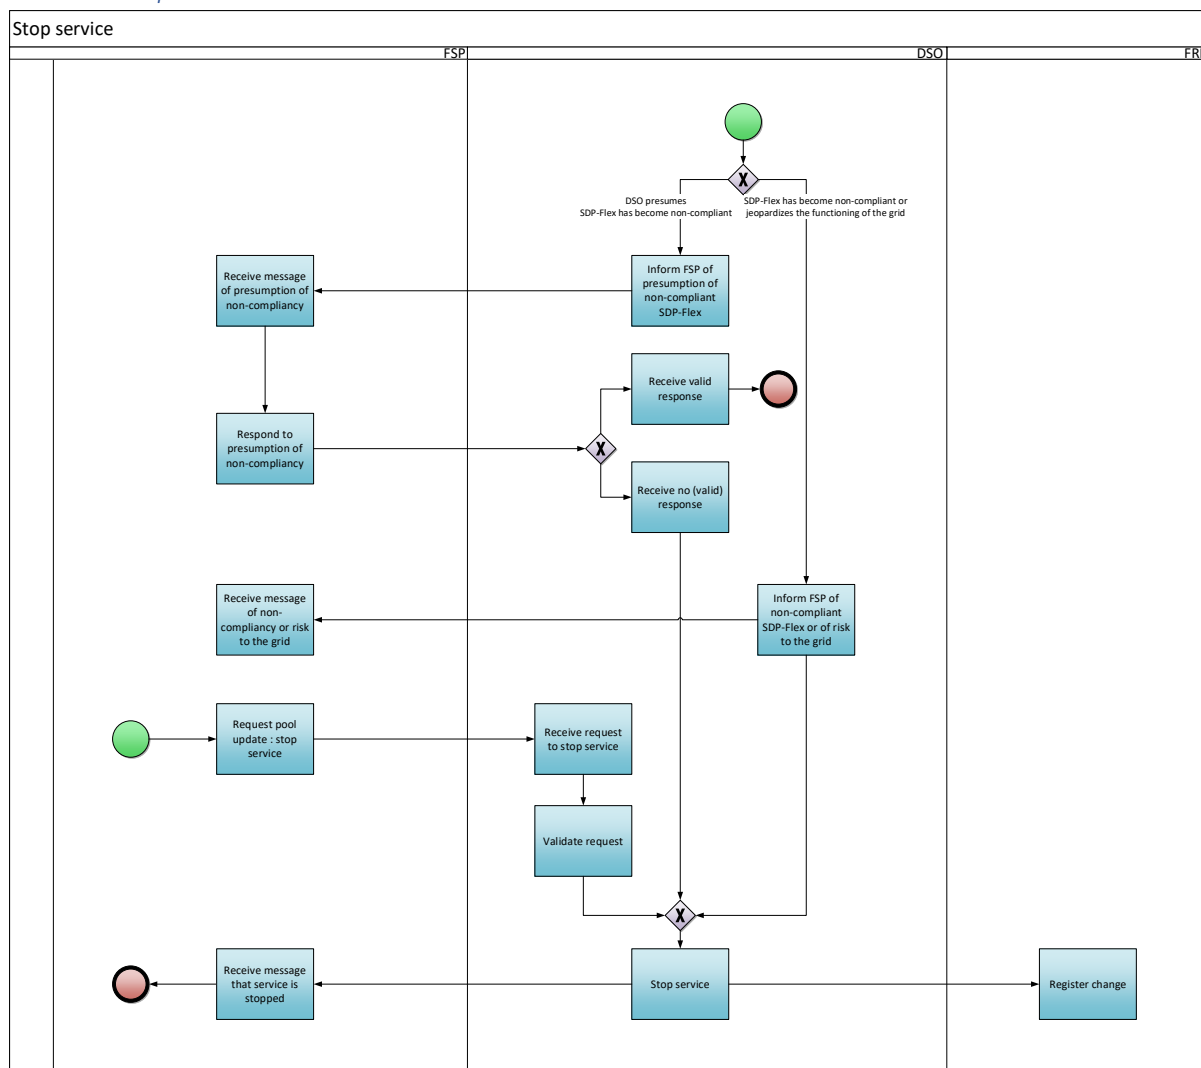 Stop service
FSP
DSO
DSO presumes
SDP-Flex has become non-compliant
SDP-Flex has become non-compliant or
jeopardizes the functioning of the grid
Receive message
of presumption of
non-compliancy
Inform FSP of
presumption of
non-compliant
SDP-Flex
Receive valid
response
Respond to
presumption of
non-compliancy
Receive no (valid)
response
Receive message
of non-
compliancy or risk
to the grid
Inform FSP of
non-compliant
SDP-Flex or of risk
to the grid
Request pool
update : stop
service
Receive request
to stop service
Validate request
Receive message
that service is
stopped
Stop service
Register change